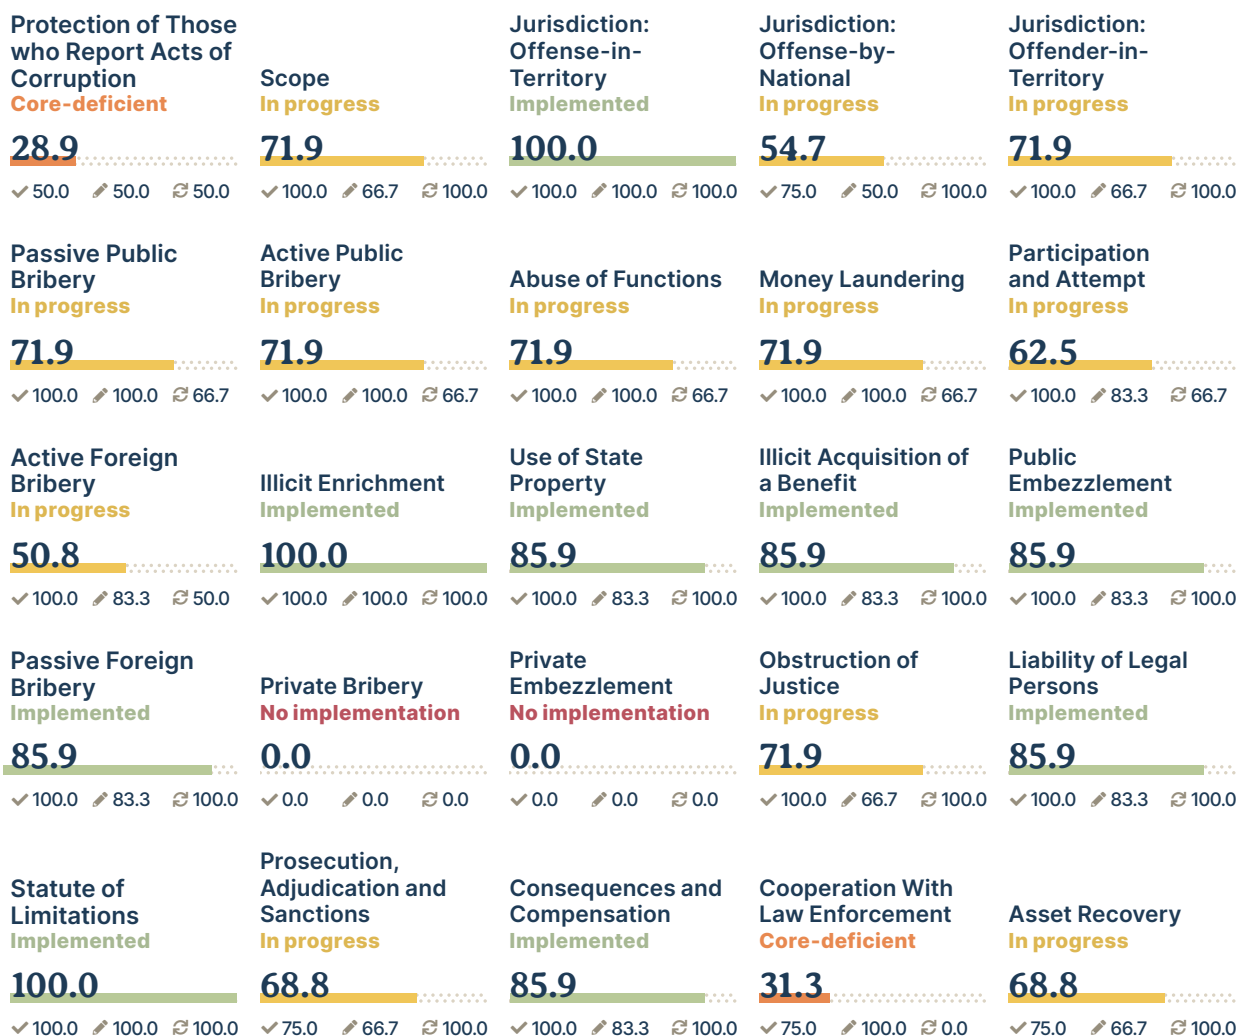 Protection of Those
who Report Acts of
Corruption
Core-deficient
28.9
50.0 50.0 50.0
Scope
In progress
71.9
100.0 66.7 100.0
Jurisdiction:
Offense-in-
Territory
Implemented
100.0
100.0 100.0 100.0
Jurisdiction:
Offense-by-
National
In progress
54.7
75.0 50.0 100.0
Jurisdiction:
Offender-in-
Territory
In progress
71.9
100.0 66.7 100.0
Passive Public
Bribery
In progress
71.9
100.0 100.0 66.7
Active Public
Bribery
In progress
71.9
100.0 100.0 66.7
Abuse of Functions
In progress
71.9
100.0 100.0 66.7
Money Laundering
In progress
71.9
100.0 100.0 66.7
Participation
and Attempt
In progress
62.5
100.0 83.3 66.7
Active Foreign
Bribery
In progress
50.8
100.0 83.3 50.0
Illicit Enrichment
Implemented
100.0
100.0 100.0 100.0
Use of State
Property
Implemented
85.9
100.0 83.3 100.0
Illicit Acquisition of
a Benefit
Implemented
85.9
100.0 83.3 100.0
Public
Embezzlement
Implemented
85.9
100.0 83.3 100.0
Passive Foreign
Bribery
Implemented
85.9
100.0 83.3 100.0
Private Bribery
No implementation
0.0
0.0 0.0 0.0
Private
Embezzlement
No implementation
0.0
0.0 0.0 0.0
Obstruction of
Justice
In progress
71.9
100.0 66.7 100.0
Liability of Legal
Persons
Implemented
85.9
100.0 83.3 100.0
Statute of
Limitations
Implemented
100.0
100.0 100.0 100.0
Prosecution,
Adjudication and
Sanctions
In progress
68.8
75.0 66.7 100.0
Consequences and
Compensation
Implemented
85.9
100.0 83.3 100.0
Cooperation With
Law Enforcement
Core-deficient
31.3
75.0 100.0 0.0
Asset Recovery
In progress
68.8
75.0 66.7 100.0